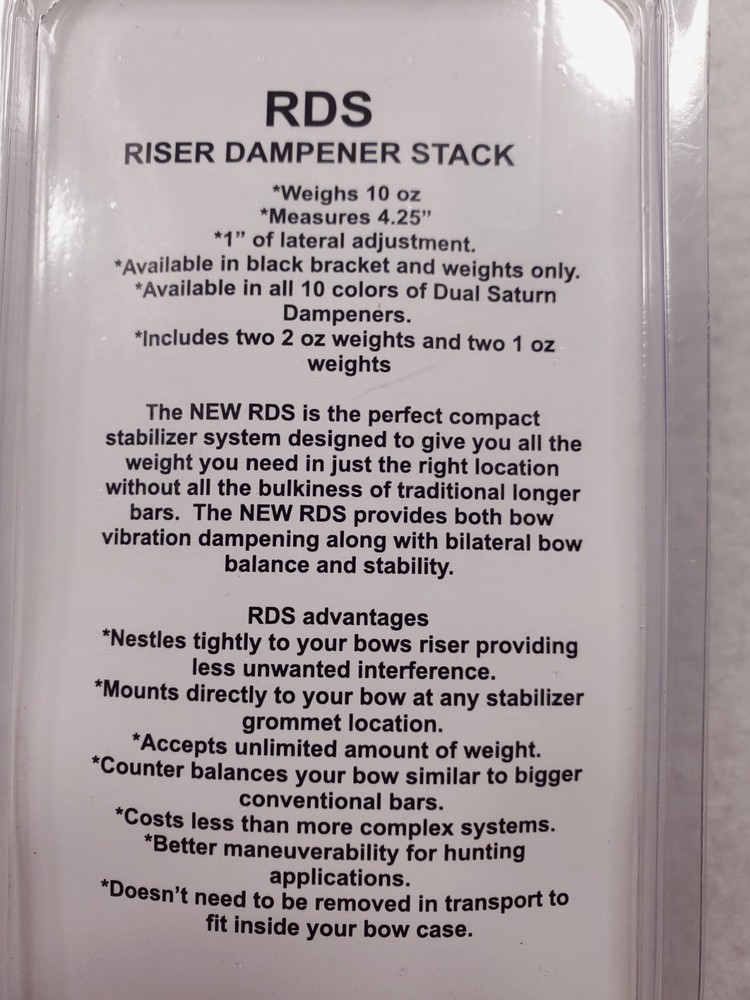 RDS
RISER DAMPENER STACK
*Weighs 10 oz
*Measures 4.25”
*1” of lateral adjustment.
*Available in black bracket and weights only.
*Available in all 10 colors of Dual Saturn
Dampeners.
*Includes two 2 oz weights and two 1 oz
weights
The NEW RDS is the perfect compact
stabilizer system designed to give you all the
weight you need in just the right location
without all the bulkiness of traditional longer
bars. The NEW RDS provides both bow
vibration dampening along with bilateral bow
balance and stability.
RDS advantages
*Nestles tightly to your bows riser providing
less unwanted interference.
*Mounts directly to your bow at any stabilizer
grommet location.
*Accepts unlimited amount of weight.
*Counter balances your bow similar to bigger
conventional bars.
*Costs less than more complex systems.
*Better maneuverability for hunting
applications.
*Doesn’t need to be removed in transport to
fit inside your bow case.